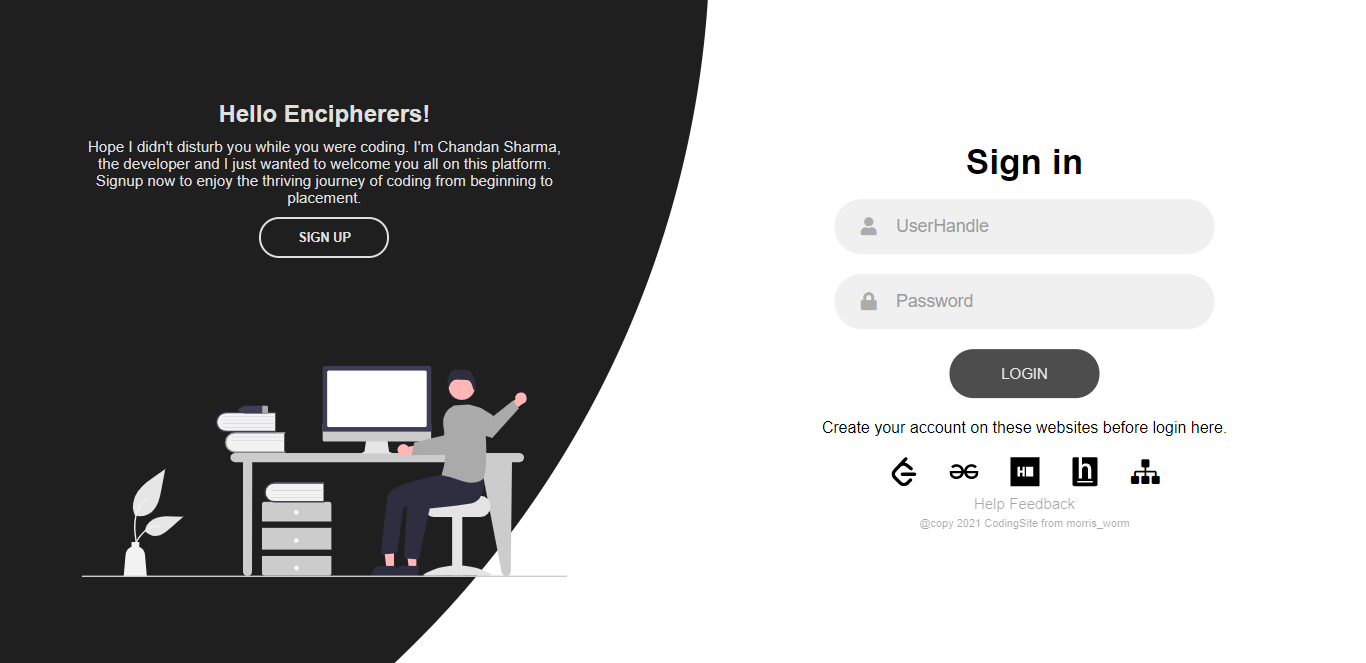 Hello Encipherers!
Hope I didn't disturb you while you were coding. I'm Chandan Sharma,
the developer and I just wanted to welcome you all on this platform.
Signup now to enjoy the thriving journey of coding from beginning to
placement.
SIGN UP
Sign in
UserHandle
Password
LOGIN
Create your account on these websites before login here.
Help Feedback
@copy 2021 CodingSite from morris_worm